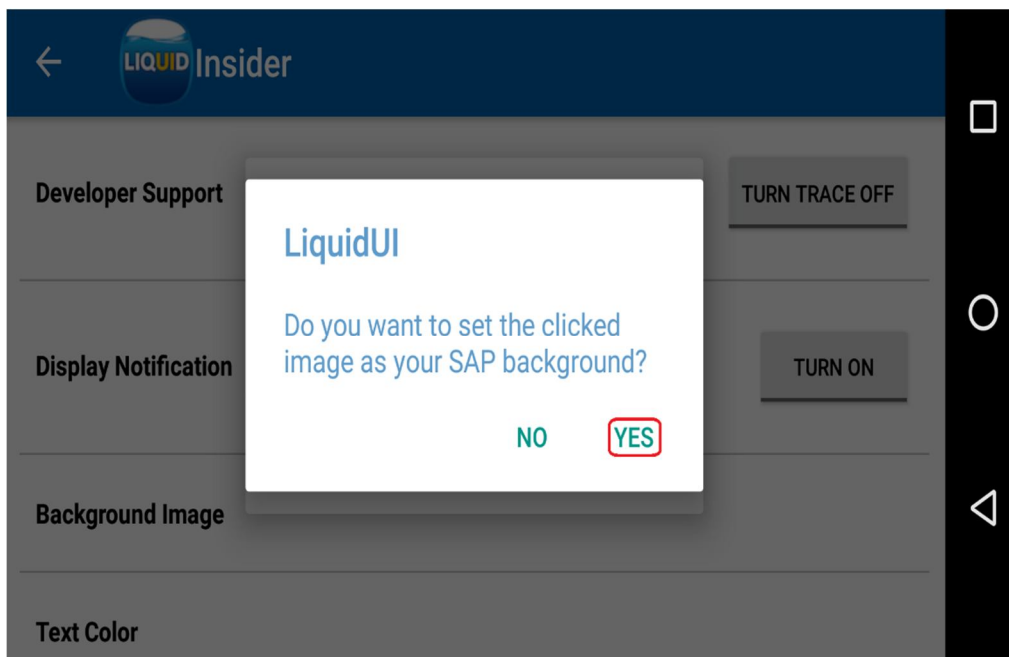 LIQUID Insider
Developer Support
TURN TRACE OFF
LiquidUI
Do you want to set the clicked
image as your SAP background?
Display Notification
TURN ON
NO YES
Background Image
Text Color